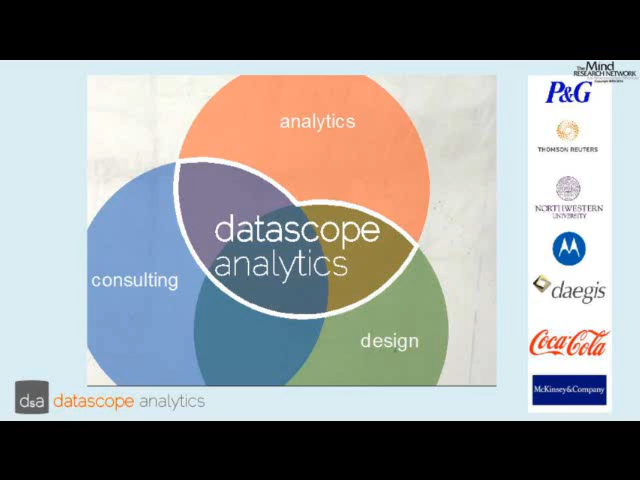 The Mind
RESEARCH NETWORK
P&G
analytics
THOMSON REUTERS
NORTHWESTERN
UNIVERSITY
datascope
analytics
consulting
daegis
design
Coca-Cola
McKinsey&Company
dsa datascope analytics